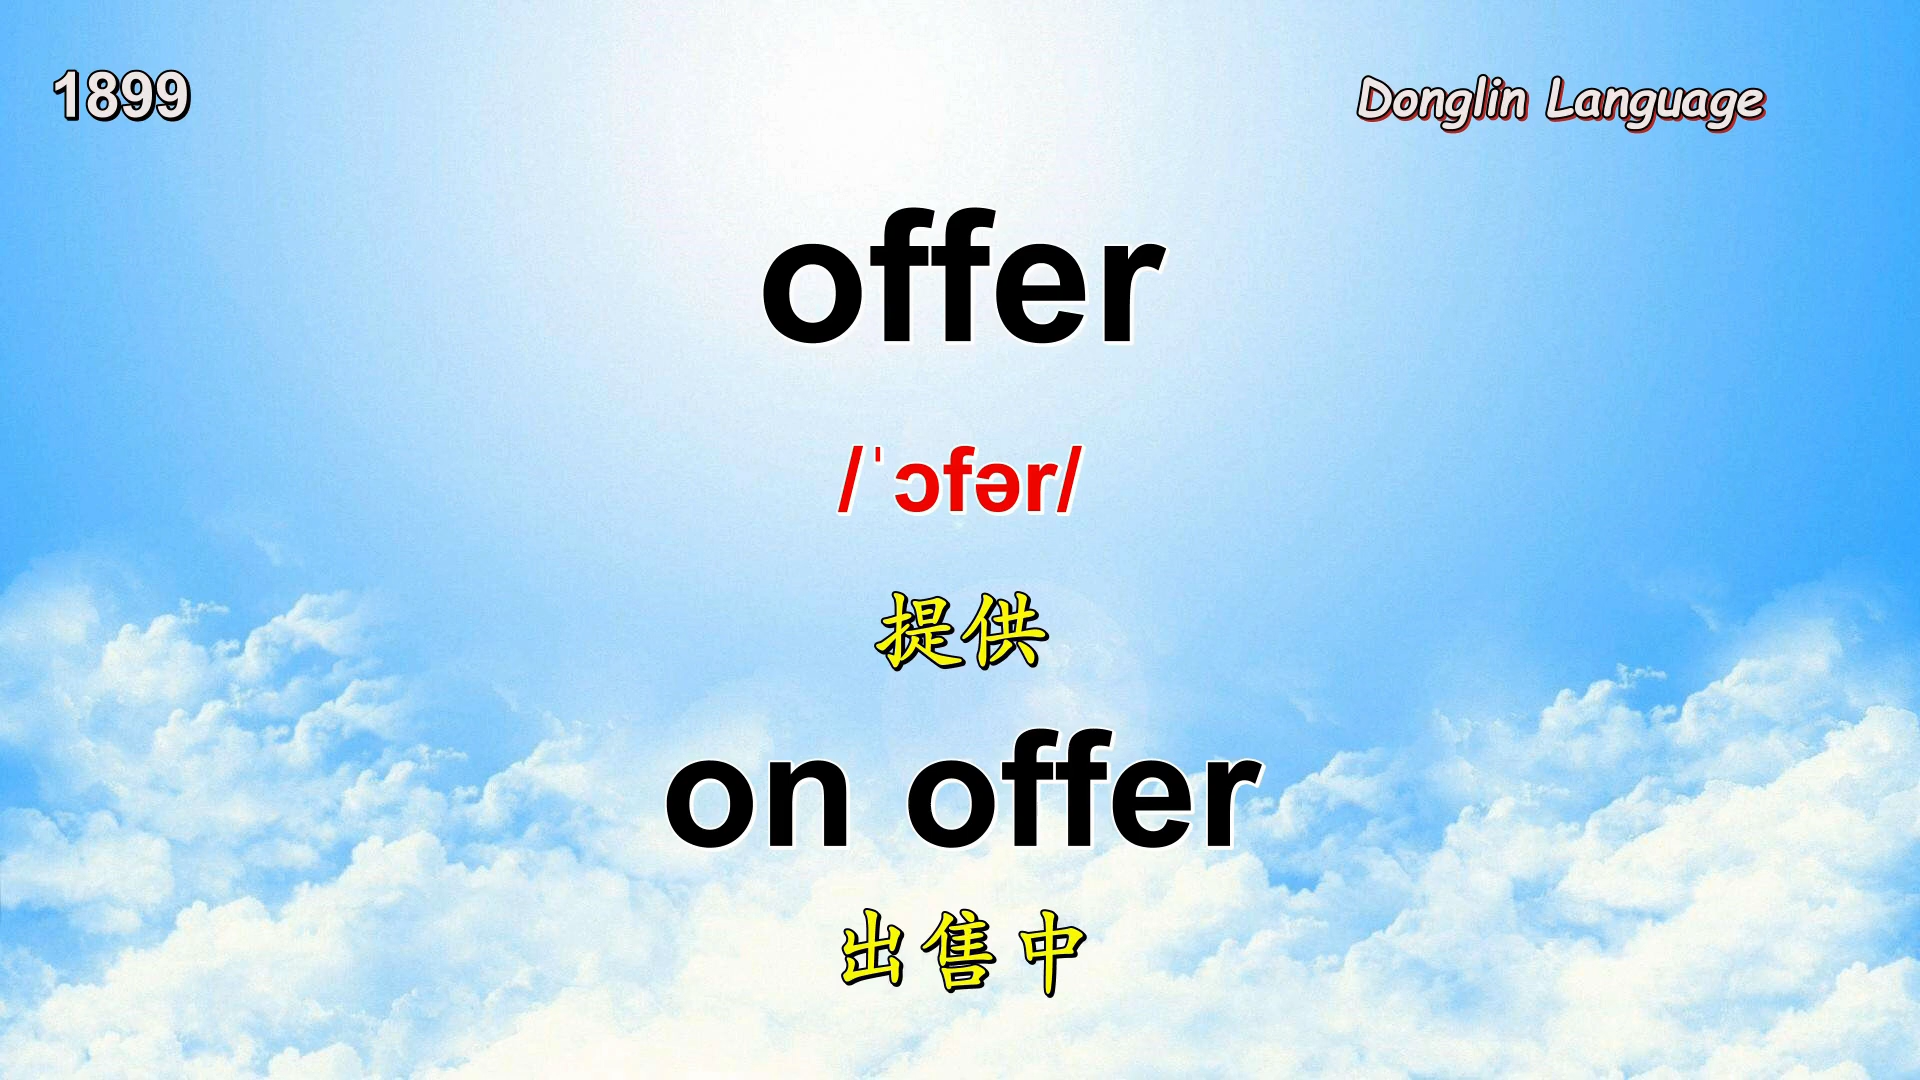 1899
Donglin Language
offer
/ˈɔfər/
提供
on offer
出售中